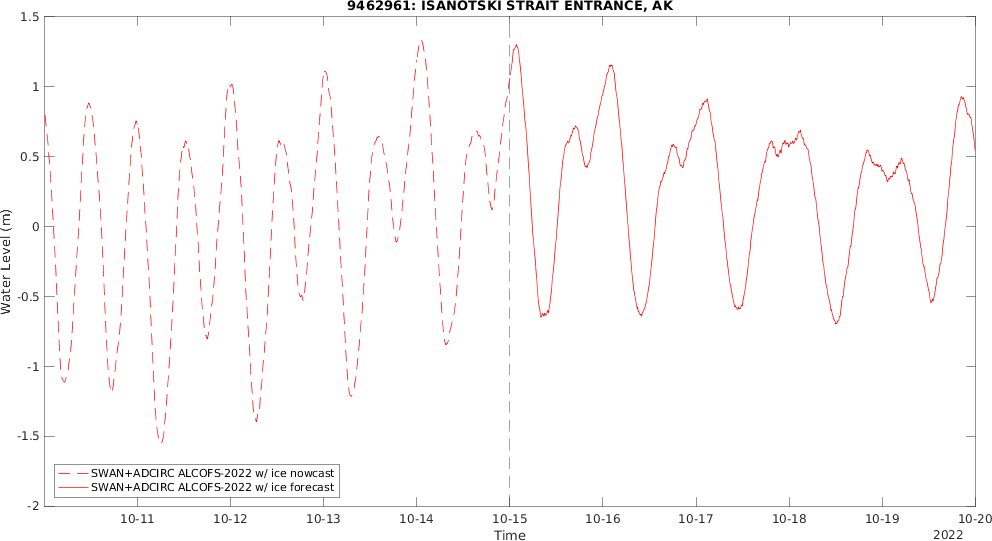 9462961: ISANOTSKI STRAIT ENTRANCE, AK
1.5
1
0.5
0
-0.5
-1
-1.5
-2
Water Level (m)
SWAN+ADCIRC ALCOFS-2022 w/ ice nowcast
SWAN+ADCIRC ALCOFS-2022 w/ ice forecast
10-11 10-12 10-13 10-14 10-15 10-16 10-17 10-18 10-19 10-20
Time
2022